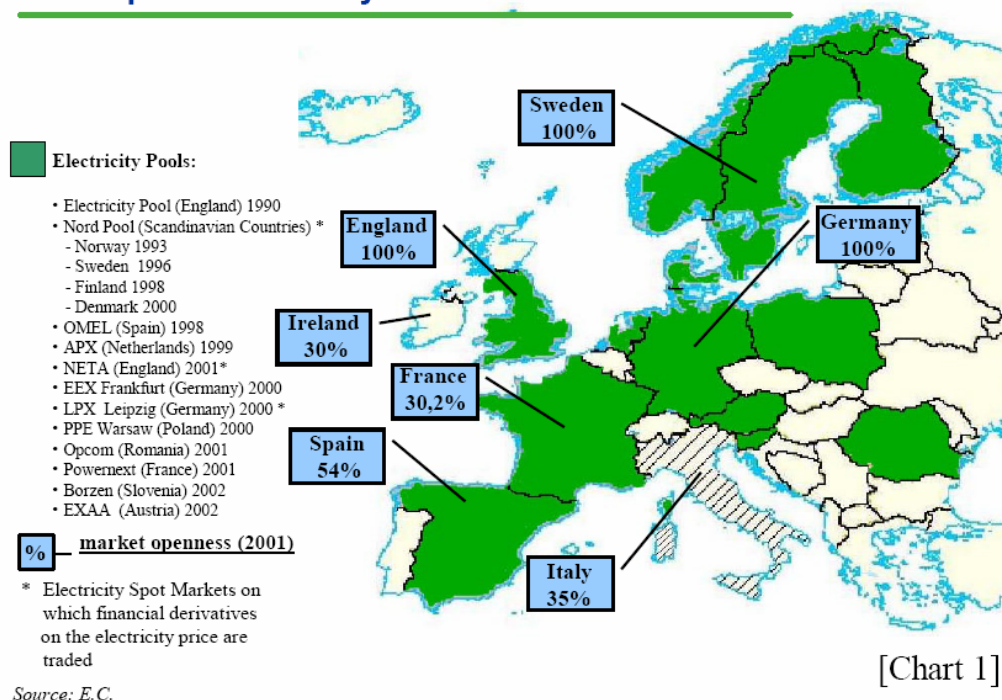 Sweden
100%
Electricity Pools:
• Electricity Pool (England) 1990
• Nord Pool (Scandinavian Countries) *
- Norway 1993
- Sweden 1996
- Finland 1998
- Denmark 2000
• OMEL (Spain) 1998
• APX (Netherlands) 1999
• NETA (England) 2001*
• EEX Frankfurt (Germany) 2000
• LPX Leipzig (Germany) 2000 *
• PPE Warsaw (Poland) 2000
• Opcom (Romania) 2001
• Powernext (France) 2001
• Borzen (Slovenia) 2002
• EXAA (Austria) 2002
England
100%
Germany
100%
Ireland
30%
France
30,2%
Spain
54%
Italy
35%
% market openness (2001)
* Electricity Spot Markets on
which financial derivatives
on the electricity price are
traded
[Chart 1]
Source: E.C.